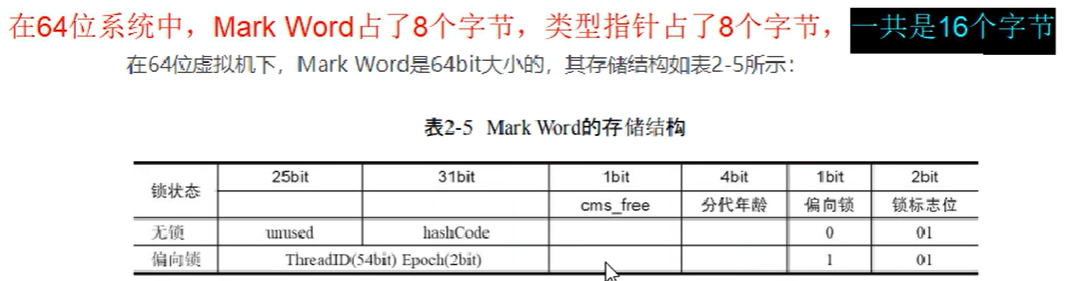 在64位系统中，Mark Word占了8个字节，类型指针占了8个字节，一共是16个字节
在64位虚拟机下，Mark Word是64bit大小的，其存储结构如表2-5所示：
表2-5 Mark Word的存储结构
锁状态 25bit 31bit 1bit 4bit 1bit 2bit
cms_free 分代年龄 偏向锁 锁标志位
无锁 unused hashCode 0 01
偏向锁 ThreadID(54bit) Epoch(2bit) 1 01